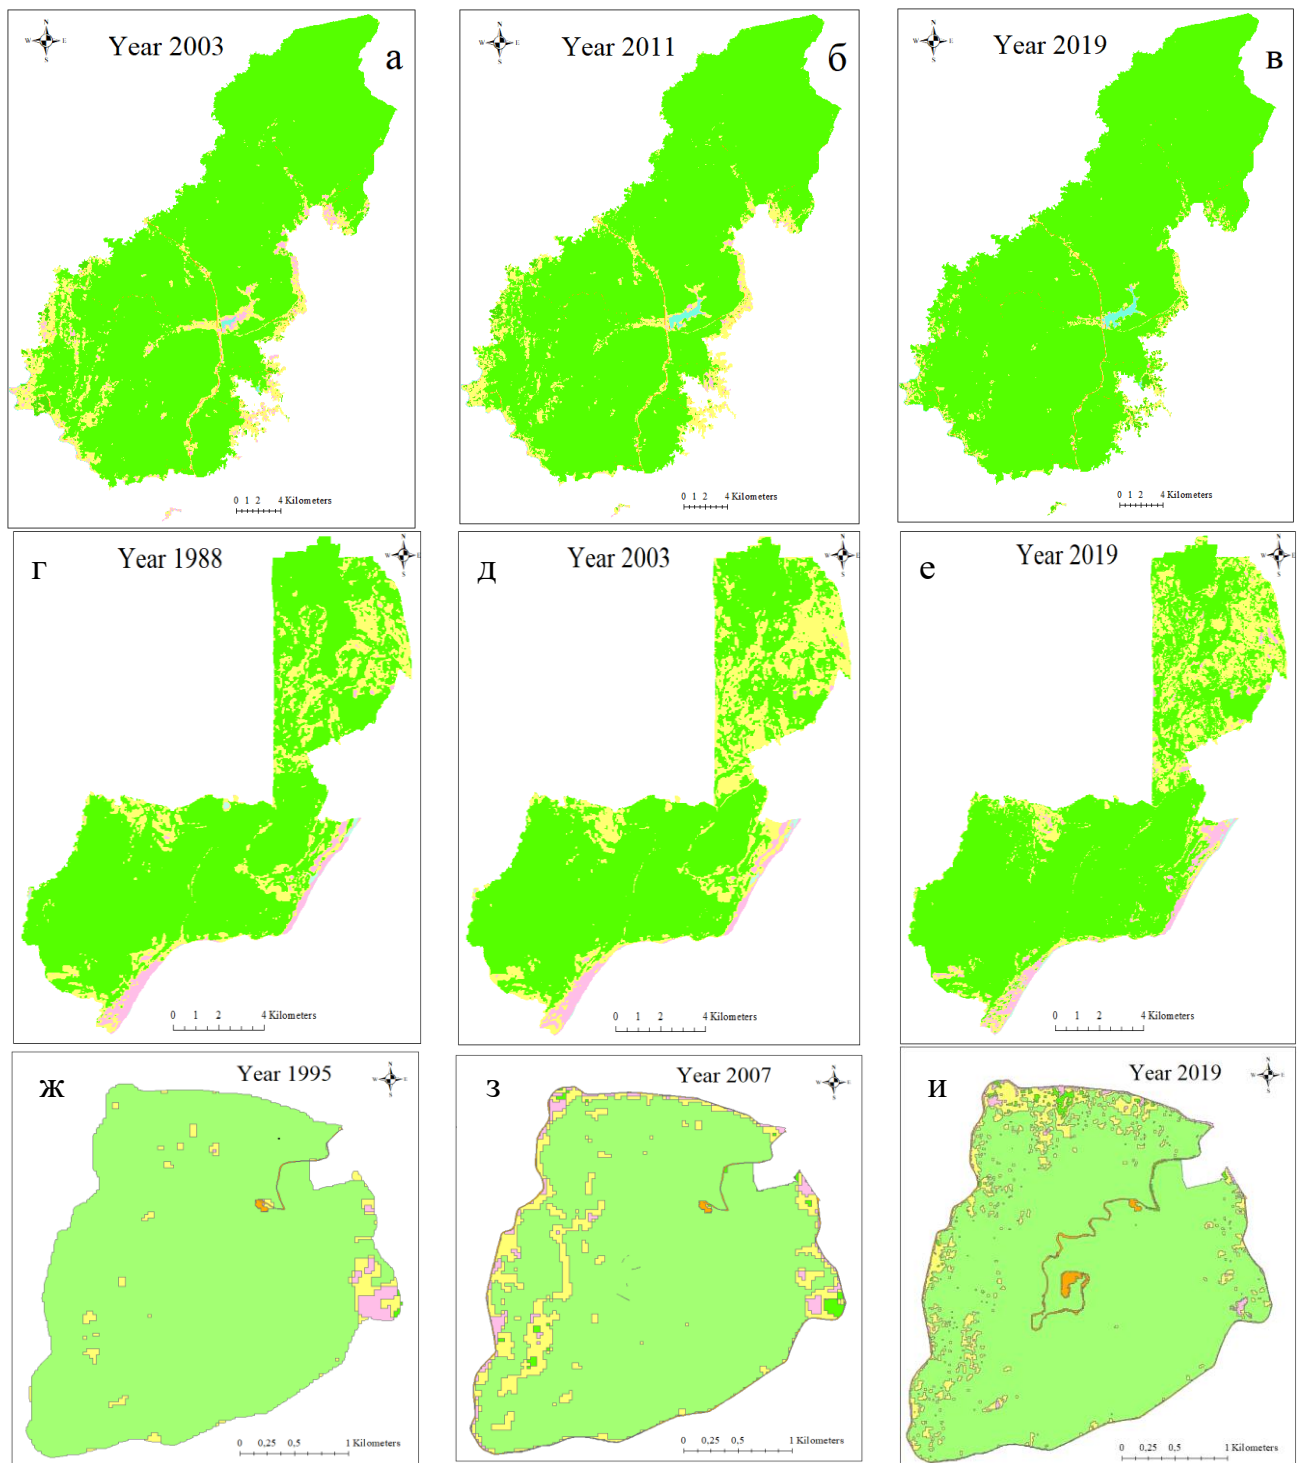 N
W E
S
Year 2003
а
0 1 2 4 Kilometers
N
W E
S
Year 2011
б
0 1 2 4 Kilometers
N
W E
S
Year 2019
в
0 1 2 4 Kilometers
г
Year 1988
N
W E
S
0 1 2 4 Kilometers
д
Year 2003
N
W E
S
0 1 2 4 Kilometers
е
Year 2019
N
W E
S
0 1 2 4 Kilometers
ж
Year 1995
N
W E
S
0 0,25 0,5 1 Kilometers
з
Year 2007
N
W E
S
0 0,25 0,5 1 Kilometers
и
Year 2019
N
W E
S
0 0,25 0,5 1 Kilometers